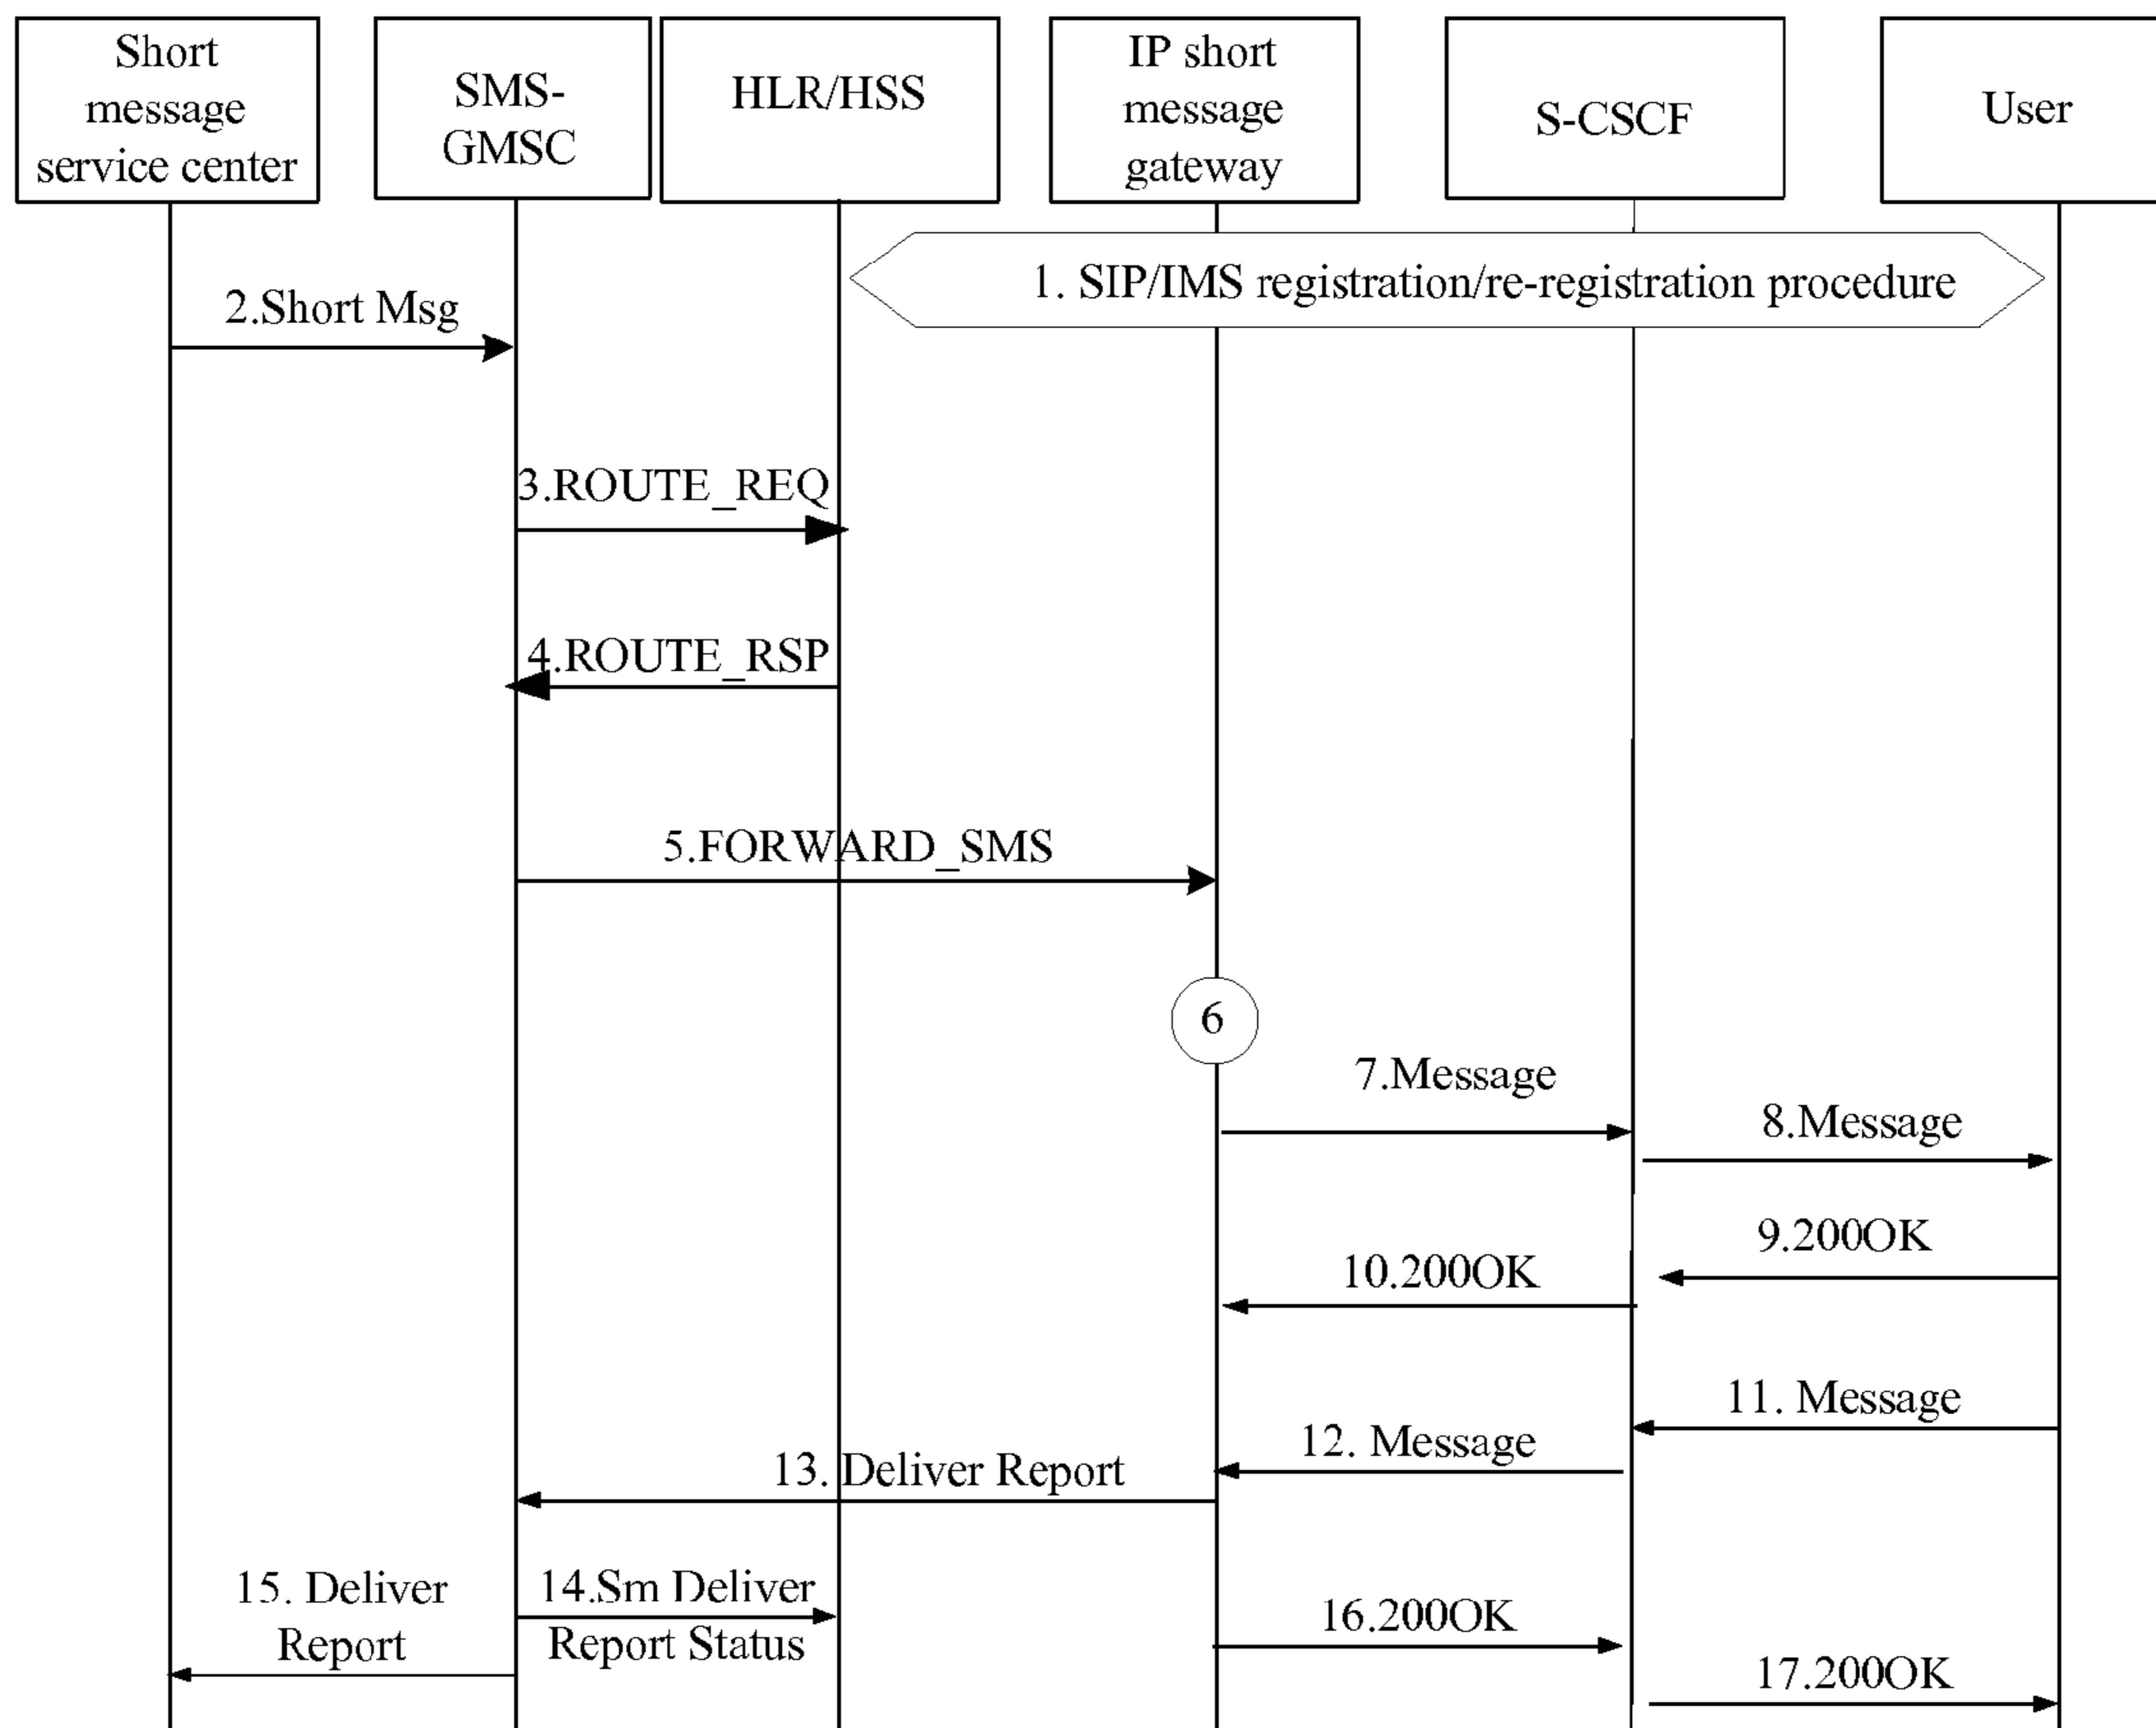 Short
message
service center
SMS-
GMSC
HLR/HSS
IP short
message
gateway
S-CSCF
User
1. SIP/IMS registration/re-registration procedure
2.Short Msg
3.ROUTE_REQ
4.ROUTE_RSP
5.FORWARD_SMS
6
7.Message
8.Message
9.200OK
10.200OK
11. Message
12. Message
13. Deliver Report
14.Sm Deliver
Report Status
15. Deliver
Report
16.200OK
17.200OK